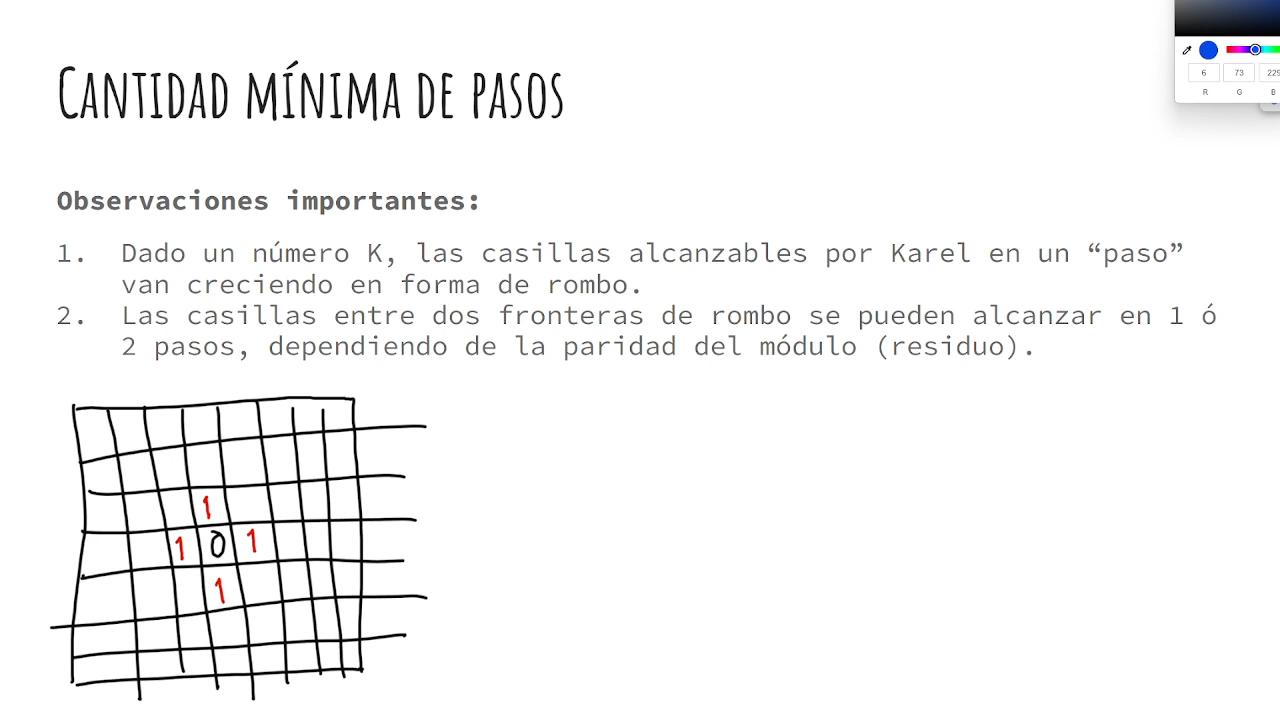 CANTIDAD MÍNIMA DE PASOS
Observaciones importantes:
1. Dado un número K, las casillas alcanzables por Karel en un “paso”
van creciendo en forma de rombo.
2. Las casillas entre dos fronteras de rombo se pueden alcanzar en 1 ó
2 pasos, dependiendo de la paridad del módulo (residuo).
1
1 0 1
1
6 73 229
R G B